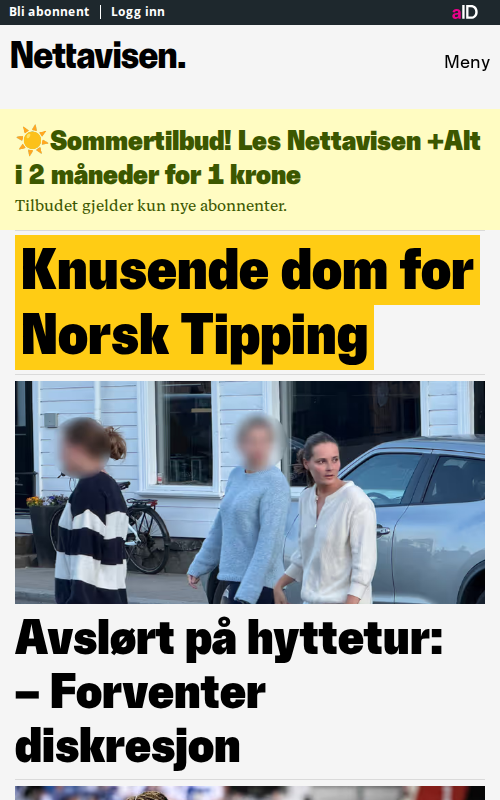 Bli abonnent | Logg inn
aID
Nettavisen.
Meny
☀️Sommertilbud! Les Nettavisen +Alt
i 2 måneder for 1 krone
Tilbudet gjelder kun nye abonnenter.
Knusende dom for
Norsk Tipping
Avslørt på hyttetur:
– Forventer
diskresjon